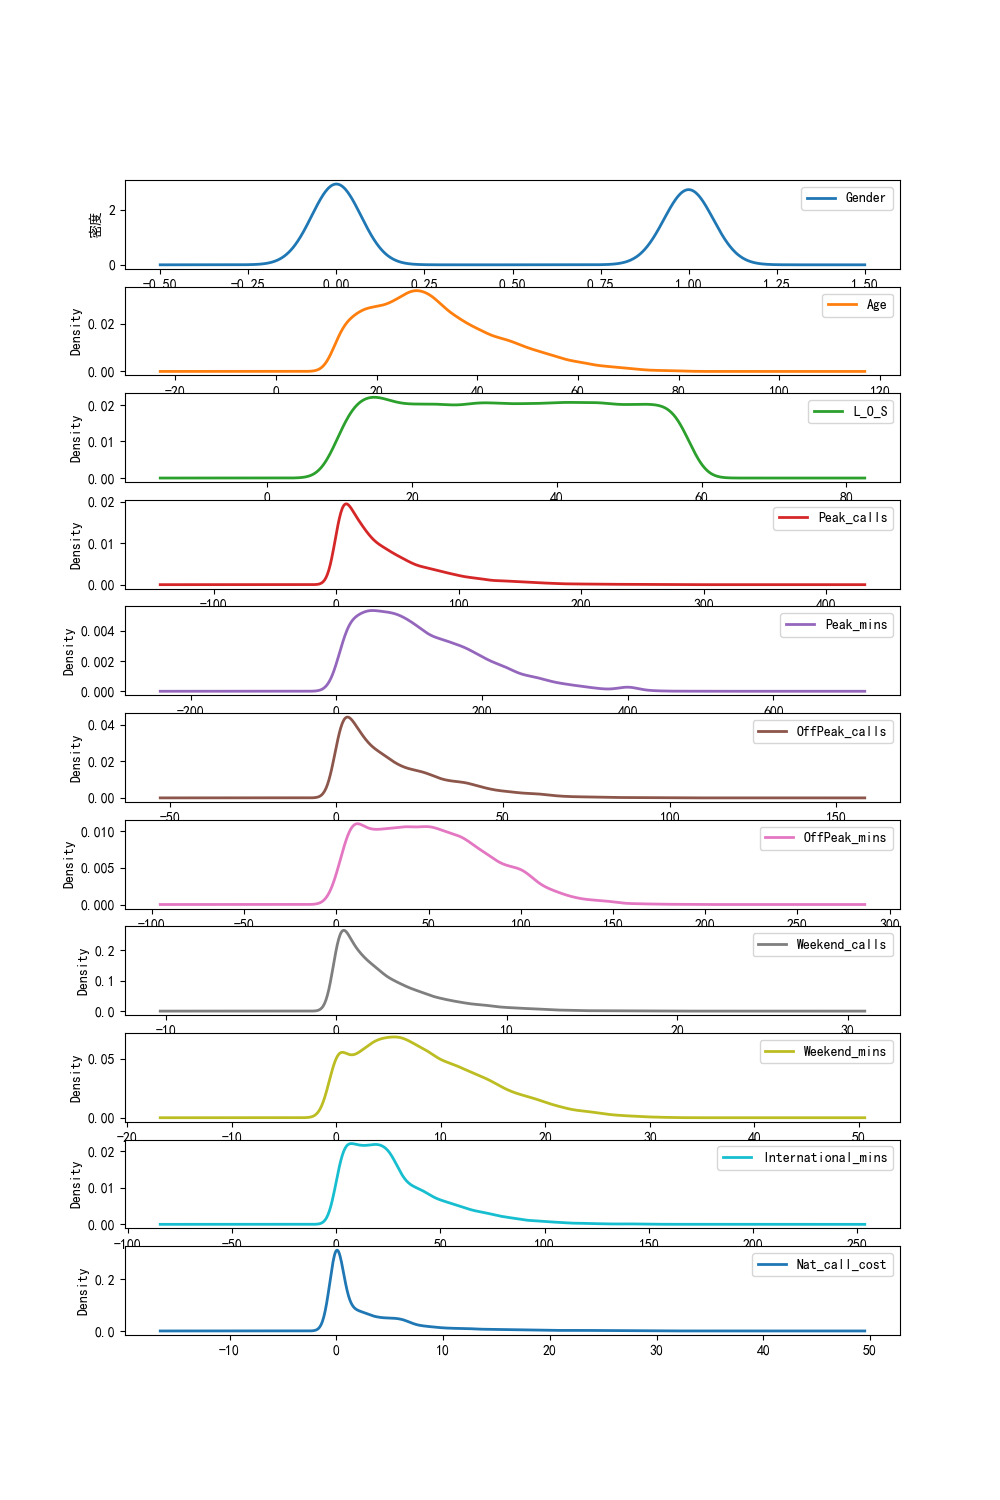 密度
2
0
Gender
−0.50 −0.25 0.00 0.25 0.50 0.75 1.00 1.25 1.50
Density
0.02
0.00
Age
−20 0 20 40 60 80 100 120
Density
0.02
0.01
0.00
L_O_S
0 20 40 60 80
Density
0.02
0.01
0.00
Peak_calls
−100 0 100 200 300 400
Density
0.004
0.002
0.000
Peak_mins
−200 0 200 400 600
Density
0.04
0.02
0.00
OffPeak_calls
−50 0 50 100 150
Density
0.010
0.005
0.000
OffPeak_mins
−100 −50 0 50 100 150 200 250 300
Density
0.2
0.1
0.0
Weekend_calls
−10 0 10 20 30
Density
0.05
0.00
Weekend_mins
−20 −10 0 10 20 30 40 50
Density
0.02
0.01
0.00
International_mins
−100 −50 0 50 100 150 200 250
Density
0.2
0.0
Nat_call_cost
−10 0 10 20 30 40 50